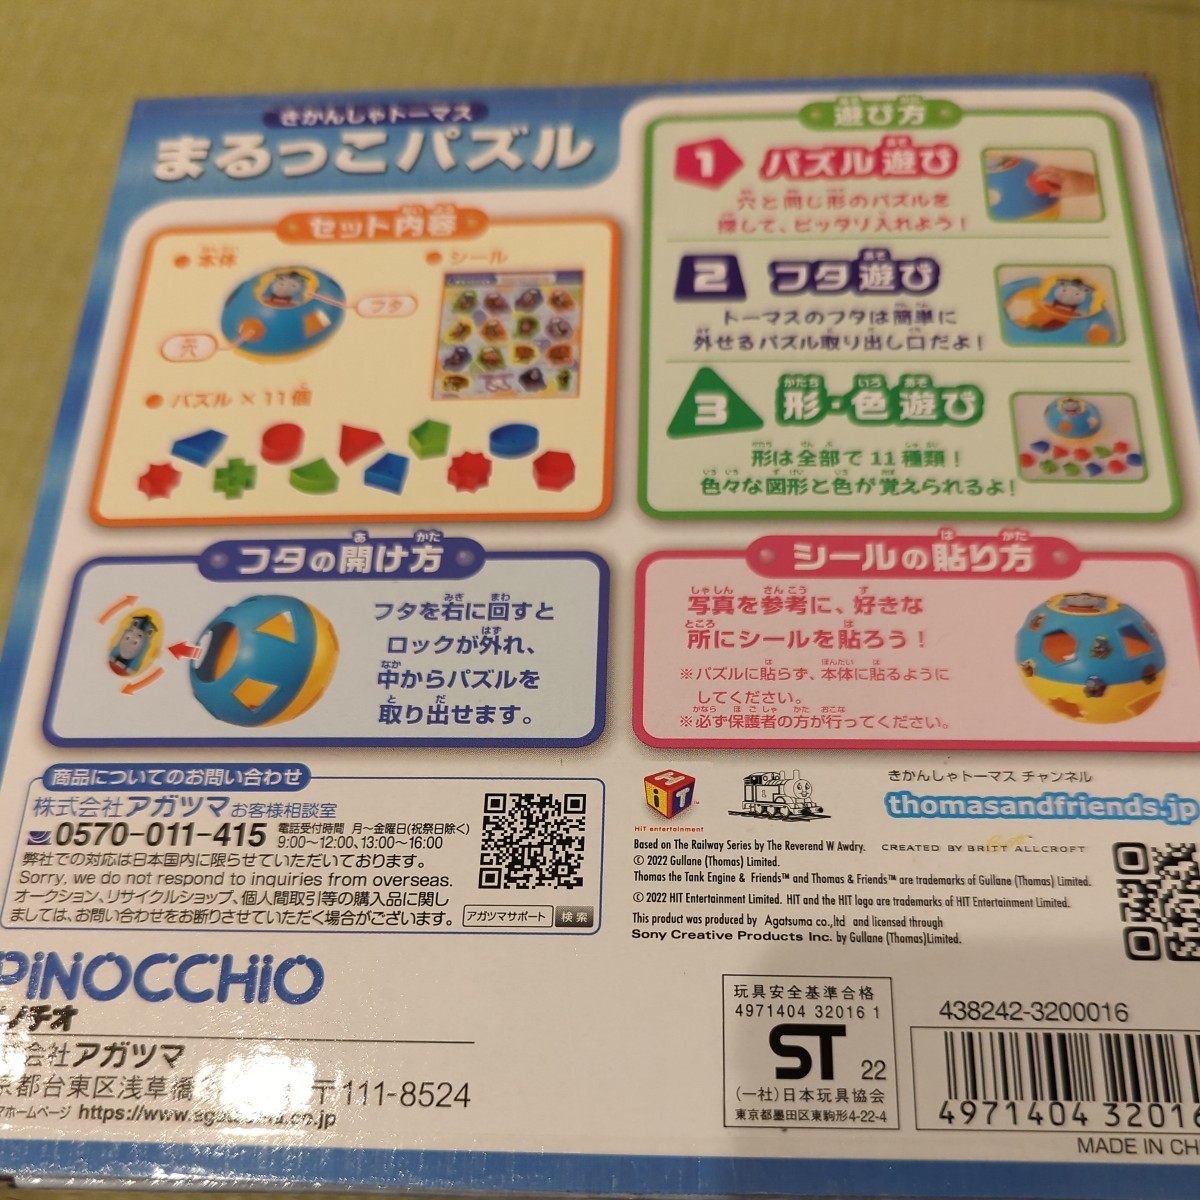 きかんしゃトーマス
まるっこパズル
セット内容
●本体
フタ
穴
●シール
●パズル×11個
遊び方
1 パズル遊び
穴と同じ形のパズルを
探して、ピッタリ入れよう!
2 フタ遊び
トーマスのフタは簡単に
外せるパズル取り出し口だよ!
3 形・色遊び
形は全部で11種類!
色々な図形と色が覚えられるよ!
フタの開け方
フタを右に回すと
ロックが外れ、
中からパズルを
取り出せます。
シールの貼り方
写真を参考に、好きな
所にシールを貼ろう!
※パズルに貼らず、本体に貼るように
してください。
※必ず保護者の方が行ってください。
商品についてのお問い合わせ
株式会社アガツマお客様相談室
0570-011-415 電話受付時間 月~金曜日(祝祭日除く)
9:00~12:00、13:00~16:00
弊社での対応は日本国内に限らせていただいております。
Sorry, we do not respond to inquiries from overseas.
オークション、リサイクルショップ、個人間取引等の購入品に関し
ましては、お問い合わせをお断りさせていただく場合がございます。
アガツマサポート 検索
HiT
HiT entertainment
きかんしゃトーマス チャンネル
thomasandfriends.jp
Based on The Railway Series by The Reverend W Awdry. CREATED BY BRITT ALLCROFT
© 2022 Gullane (Thomas) Limited.
Thomas the Tank Engine & Friends™ and Thomas & Friends™ are trademarks of Gullane (Thomas) Limited.
© 2022 HIT Entertainment Limited. HIT and the HIT logo are trademarks of HIT Entertainment Limited.
This product was produced by Agatsuma co.,ltd and licensed through
Sony Creative Products Inc. by Gullane (Thomas)Limited.
PiNOCCHiO
ノチオ
会社アガツマ
京都台東区浅草橋 〒111-8524
マホームページ https://www.agatsuma.co.jp
玩具安全基準合格
4971404 32016 1
ST 22
(一社)日本玩具協会
東京都墨田区東駒形4-22-4
438242-3200016
4971404 32016
MADE IN CH